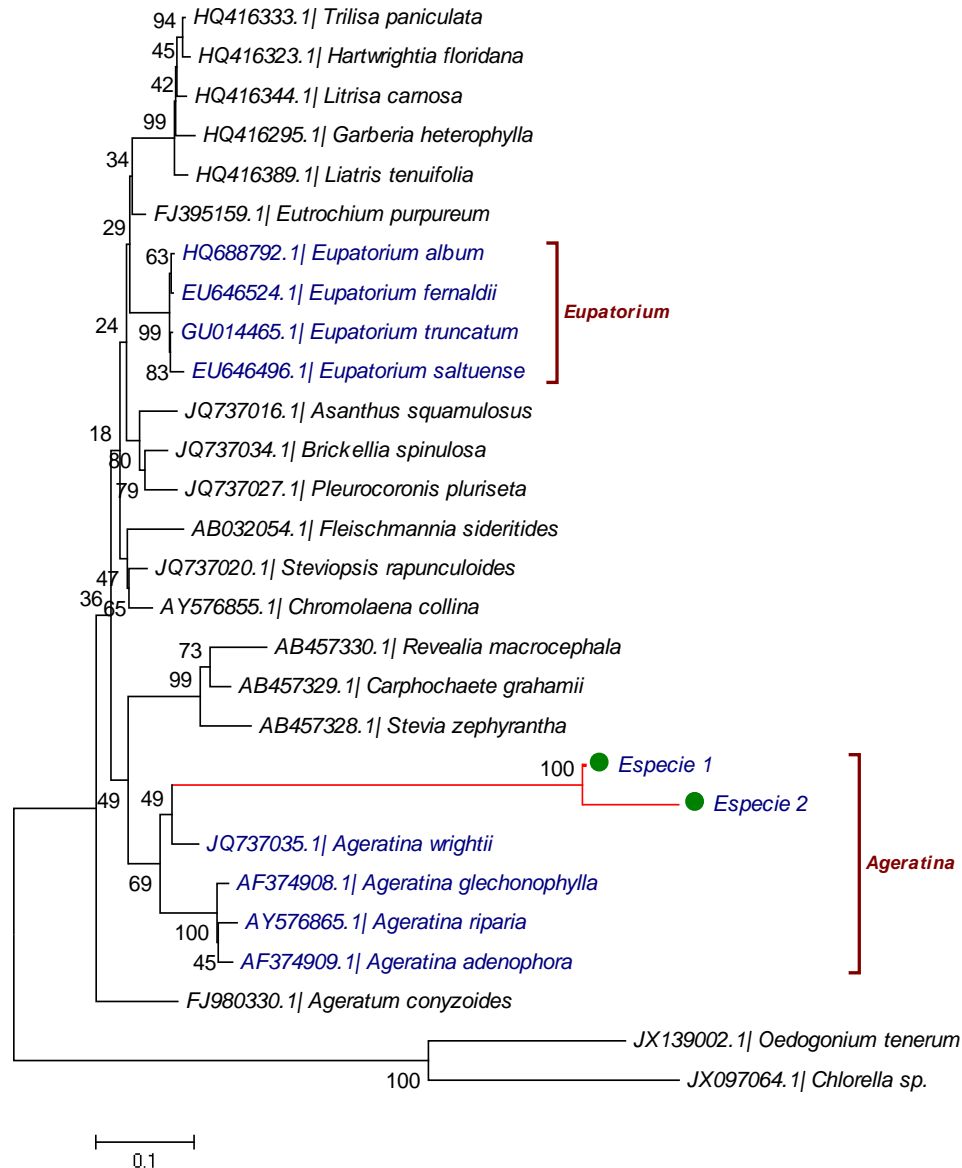 94
HQ416333.1| Trilisa paniculata
45
HQ416323.1| Hartwrightia floridana
42
HQ416344.1| Litrisa carnosa
99
HQ416295.1| Garberia heterophylla
34
HQ416389.1| Liatris tenuifolia
FJ395159.1| Eutrochium purpureum
29
63
HQ688792.1| Eupatorium album
EU646524.1| Eupatorium fernaldii
Eupatorium
24
99
GU014465.1| Eupatorium truncatum
83
EU646496.1| Eupatorium saltuense
JQ737016.1| Asanthus squamulosus
18
JQ737034.1| Brickellia spinulosa
80
79
JQ737027.1| Pleurocoronis pluriseta
AB032054.1| Fleischmannia sideritides
47
JQ737020.1| Steviopsis rapunculoides
36
65
AY576855.1| Chromolaena collina
73
AB457330.1| Revealia macrocephala
99
AB457329.1| Carphochaete grahamii
AB457328.1| Stevia zephyrantha
100
Especie 1
49
49
Especie 2
JQ737035.1| Ageratina wrightii
Ageratina
69
AF374908.1| Ageratina glechonophylla
100
AY576865.1| Ageratina riparia
45
AF374909.1| Ageratina adenophora
FJ980330.1| Ageratum conyzoides
JX139002.1| Oedogonium tenerum
100
JX097064.1| Chlorella sp.
0.1